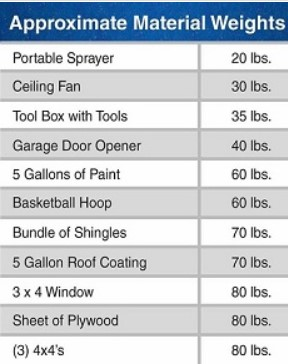 Approximate Material Weights
Portable Sprayer 20 lbs.
Ceiling Fan 30 lbs.
Tool Box with Tools 35 lbs.
Garage Door Opener 40 lbs.
5 Gallons of Paint 60 lbs.
Basketball Hoop 60 lbs.
Bundle of Shingles 70 lbs.
5 Gallon Roof Coating 70 lbs.
3 x 4 Window 80 lbs.
Sheet of Plywood 80 lbs.
(3) 4x4's 80 lbs.